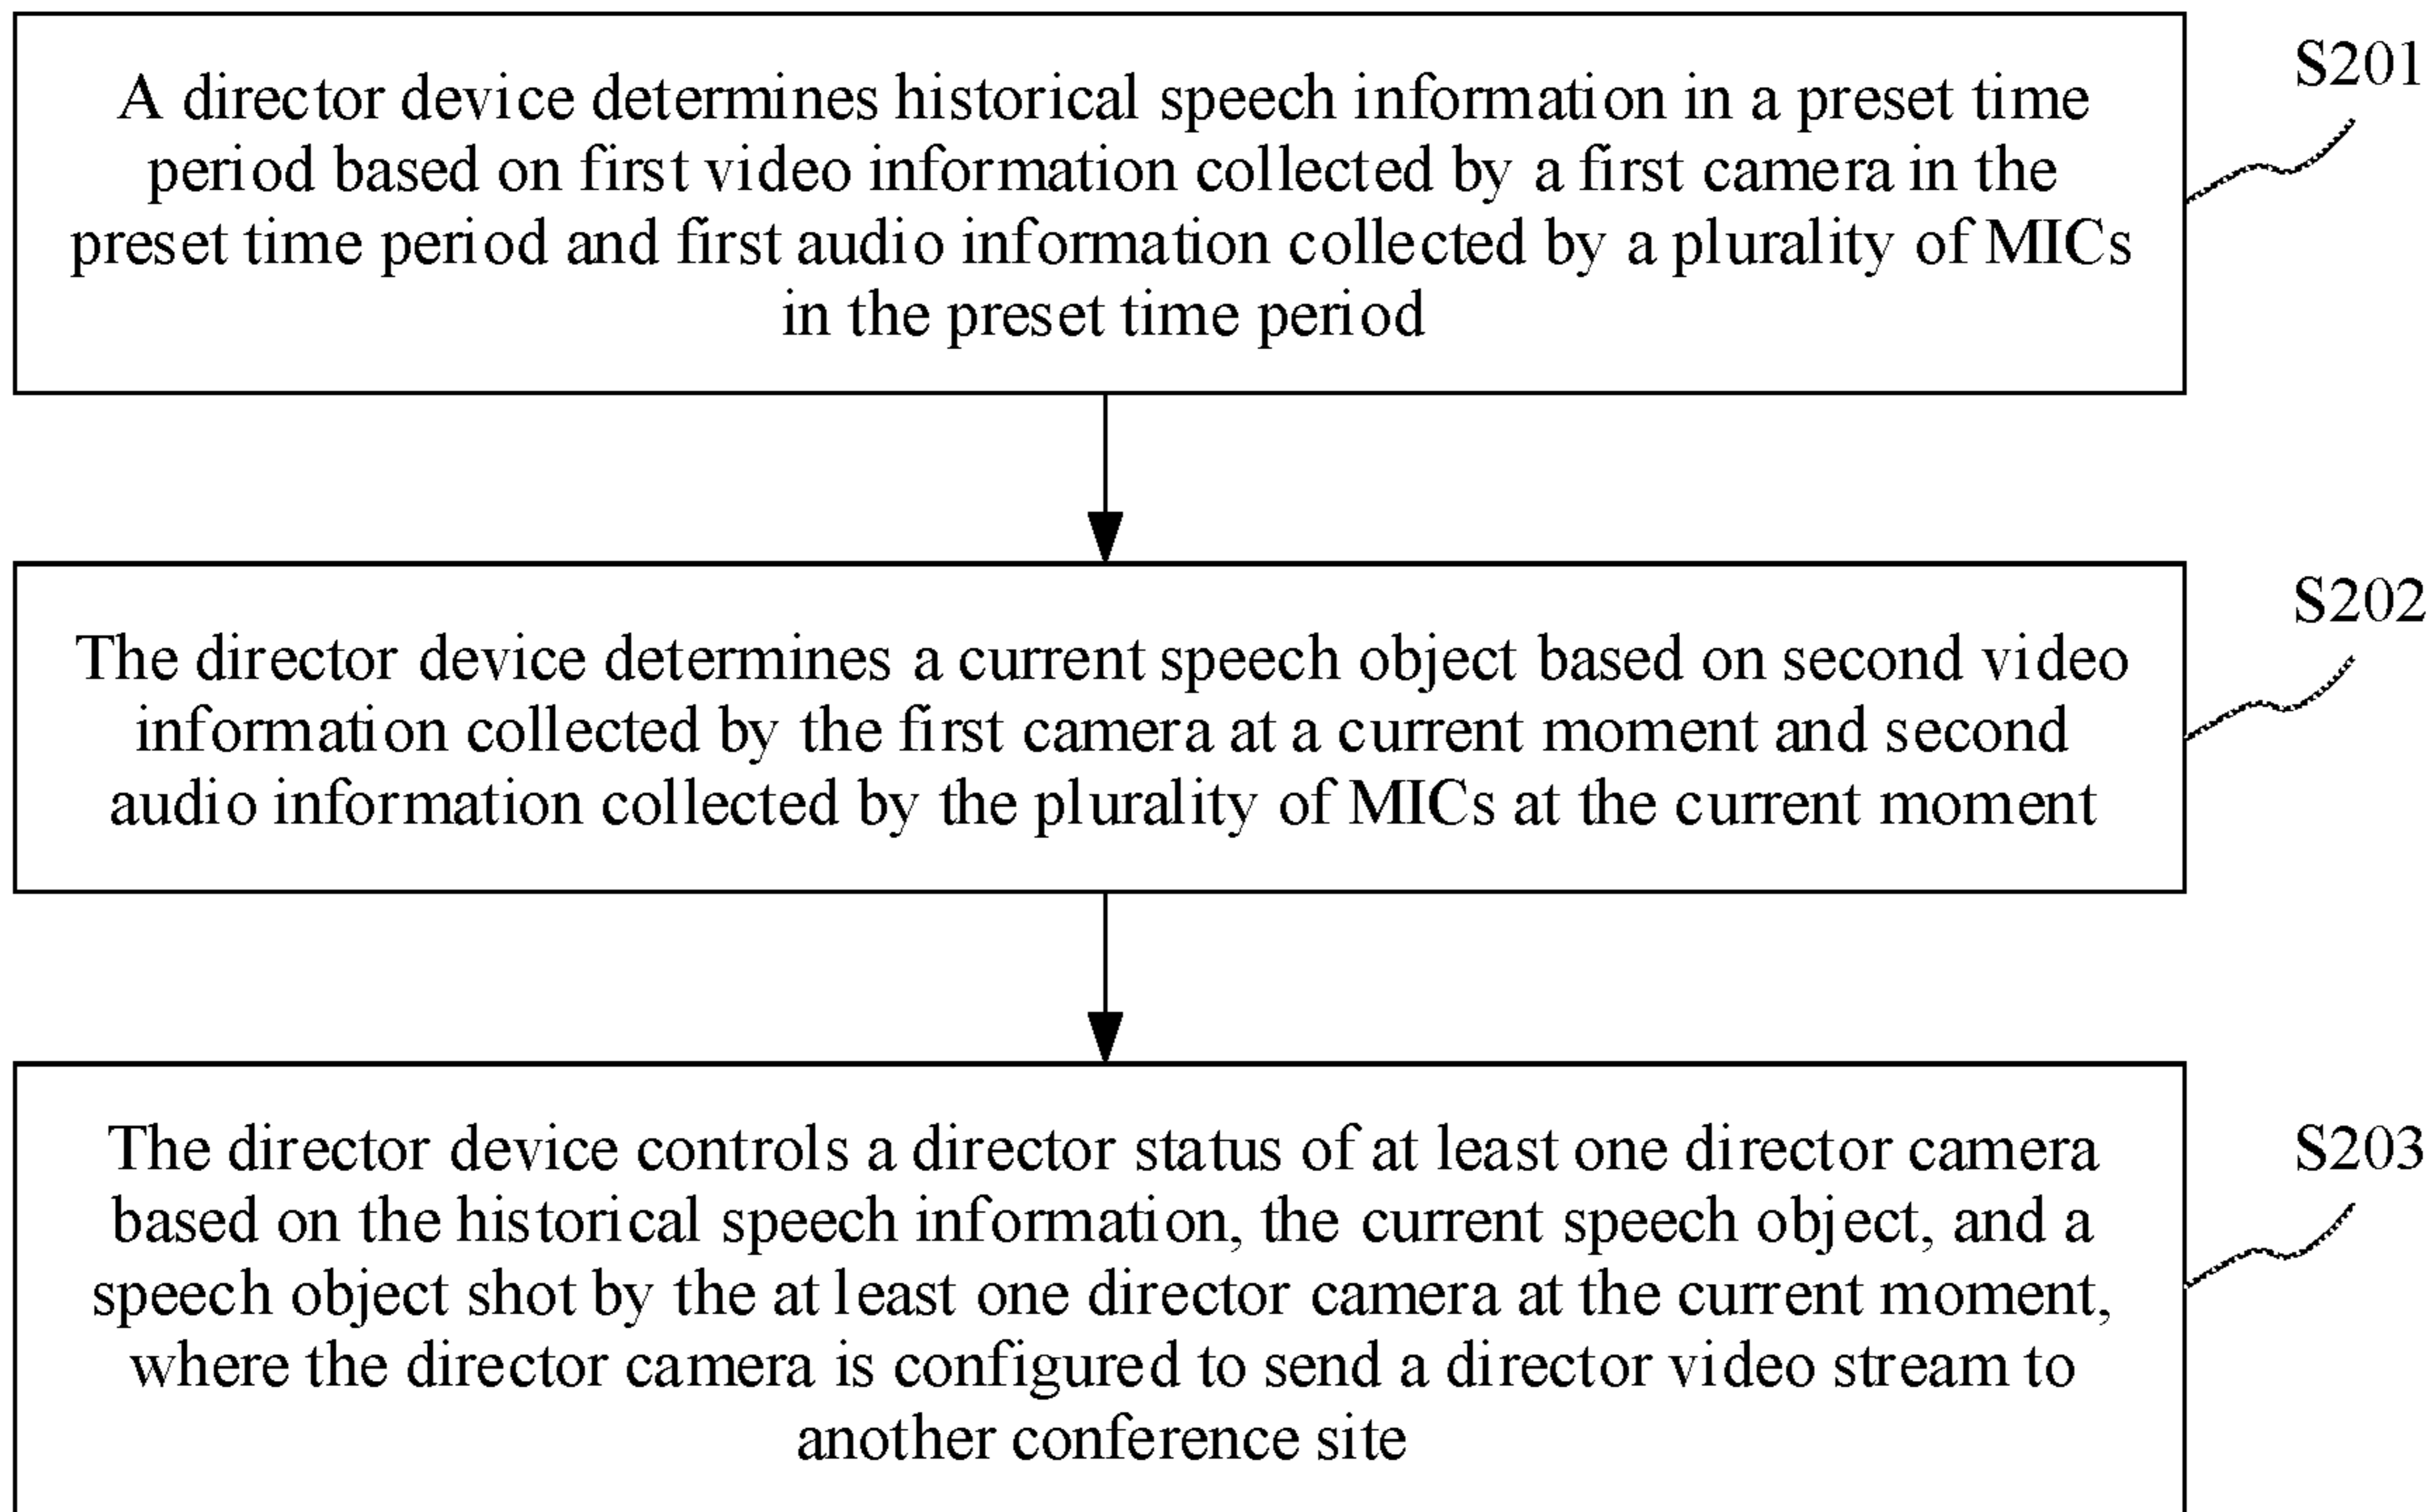 A director device determines historical speech information in a preset time
period based on first video information collected by a first camera in the
preset time period and first audio information collected by a plurality of MICs
in the preset time period
S201
The director device determines a current speech object based on second video
information collected by the first camera at a current moment and second
audio information collected by the plurality of MICs at the current moment
S202
The director device controls a director status of at least one director camera
based on the historical speech information, the current speech object, and a
speech object shot by the at least one director camera at the current moment,
where the director camera is configured to send a director video stream to
another conference site
S203